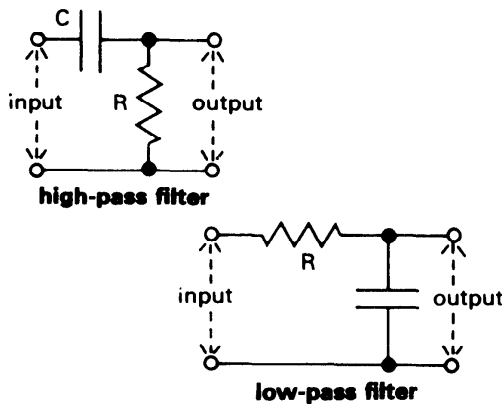 C
input
R
output
high-pass filter
R
input
output
low-pass filter